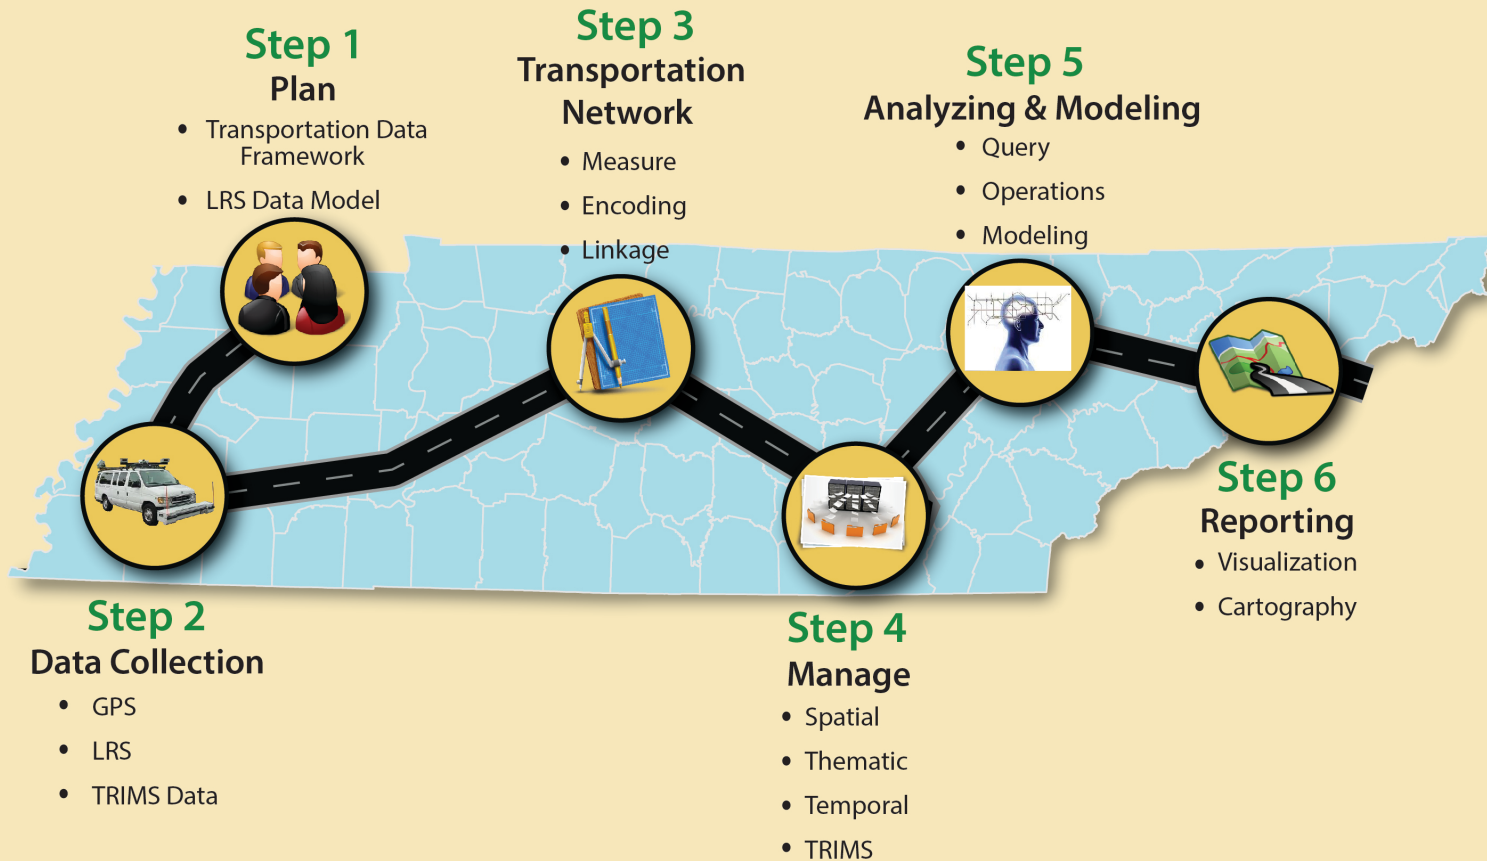 Step 1
Plan
• Transportation Data
Framework
• LRS Data Model
Step 2
Data Collection
• GPS
• LRS
• TRIMS Data
Step 3
Transportation
Network
• Measure
• Encoding
• Linkage
Step 4
Manage
• Spatial
• Thematic
• Temporal
• TRIMS
Step 5
Analyzing & Modeling
• Query
• Operations
• Modeling
Step 6
Reporting
• Visualization
• Cartography